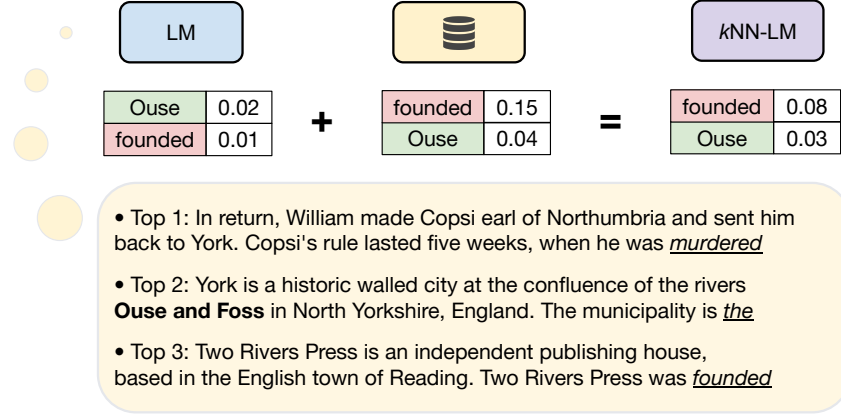 LM
kNN-LM
Ouse 0.02
founded 0.01
+
founded 0.15
Ouse 0.04
=
founded 0.08
Ouse 0.03
• Top 1: In return, William made Copsi earl of Northumbria and sent him
back to York. Copsi's rule lasted five weeks, when he was murdered
• Top 2: York is a historic walled city at the confluence of the rivers
Ouse and Foss in North Yorkshire, England. The municipality is the
• Top 3: Two Rivers Press is an independent publishing house,
based in the English town of Reading. Two Rivers Press was founded